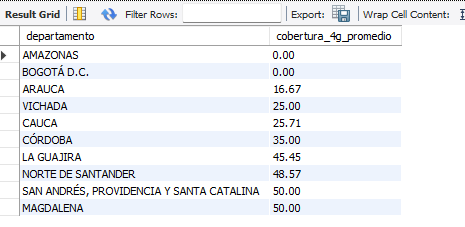 Result Grid Filter Rows: Export: Wrap Cell Content:
departamento cobertura_4g_promedio
AMAZONAS 0.00
BOGOTÁ D.C. 0.00
ARAUCA 16.67
VICHADA 25.00
CAUCA 25.71
CÓRDOBA 35.00
LA GUAJIRA 45.45
NORTE DE SANTANDER 48.57
SAN ANDRÉS, PROVIDENCIA Y SANTA CATALINA 50.00
MAGDALENA 50.00